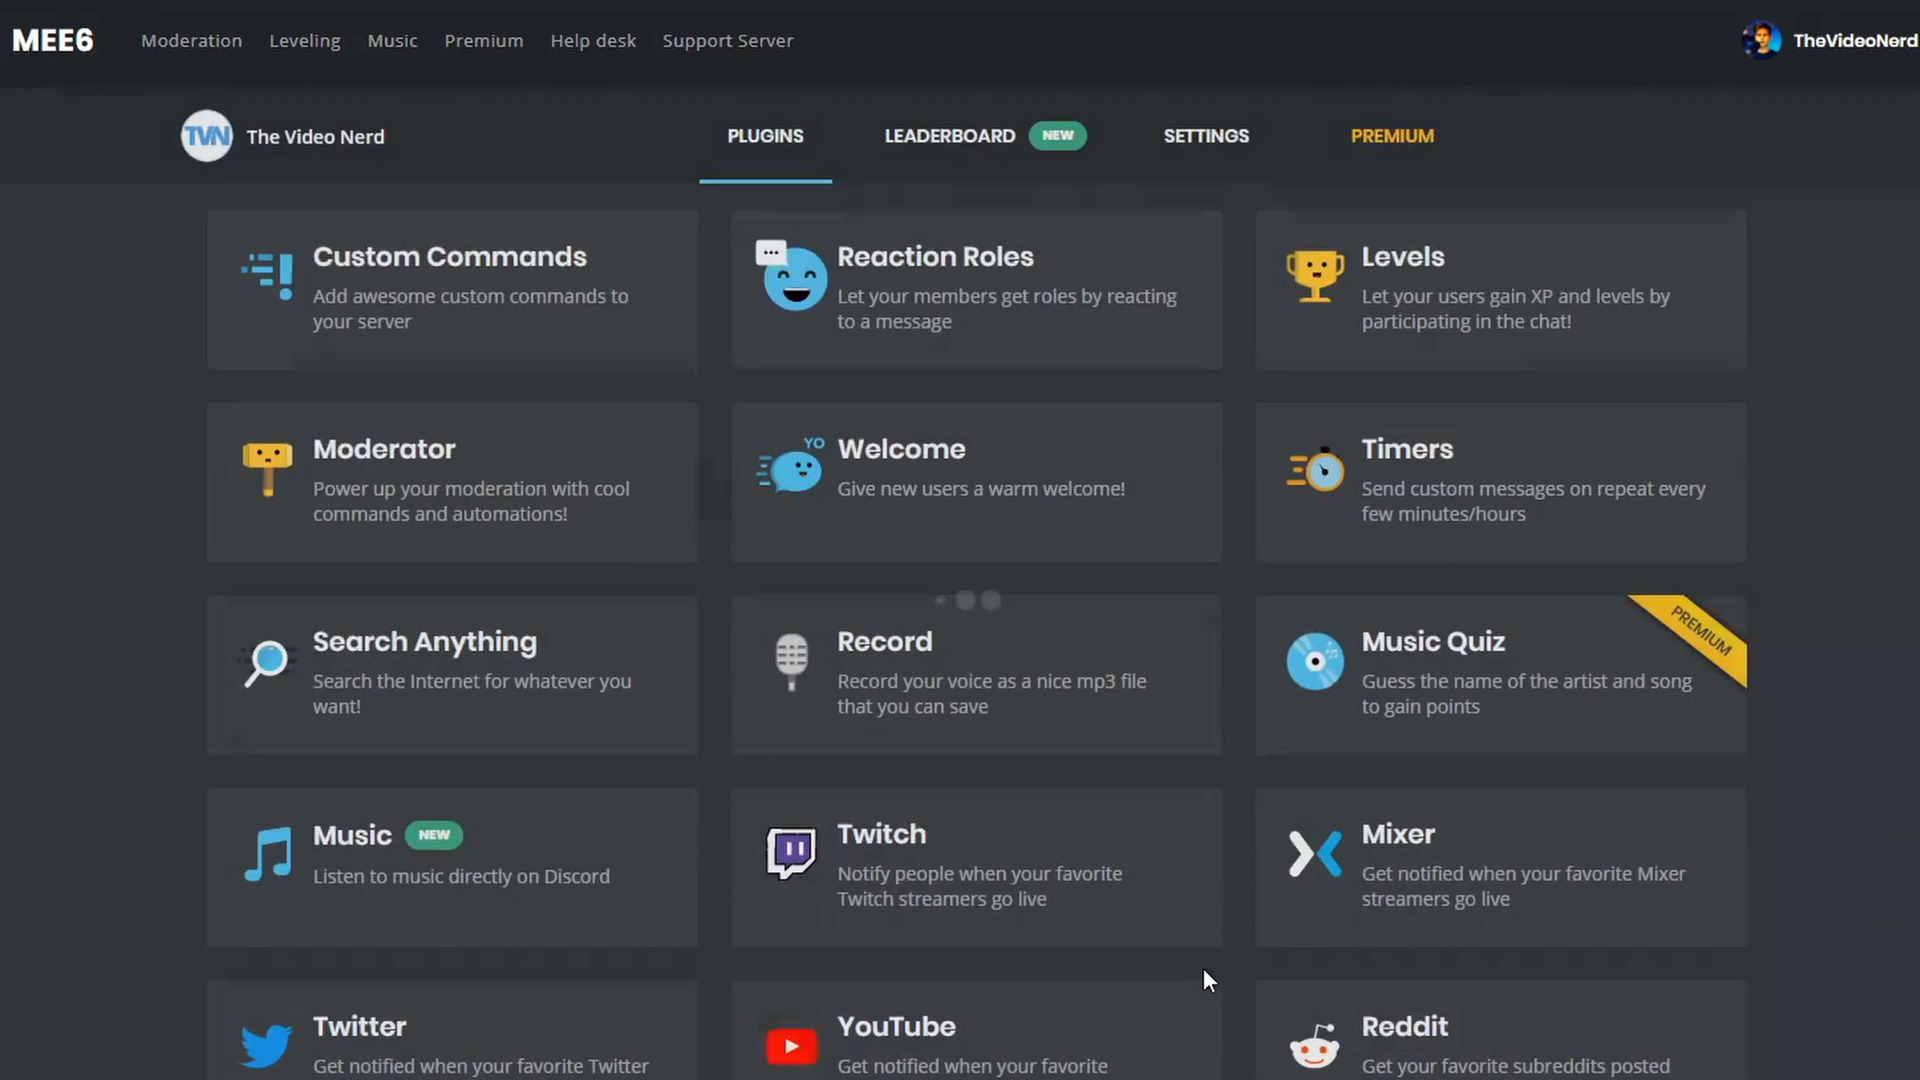 MEE6 Moderation Leveling Music Premium Help desk Support Server TheVideoNerd
TVN The Video Nerd PLUGINS LEADERBOARD NEW SETTINGS PREMIUM
Custom Commands
Add awesome custom commands to
your server
Reaction Roles
Let your members get roles by reacting
to a message
Levels
Let your users gain XP and levels by
participating in the chat!
Moderator
Power up your moderation with cool
commands and automations!
YO
Welcome
Give new users a warm welcome!
Timers
Send custom messages on repeat every
few minutes/hours
Search Anything
Search the Internet for whatever you
want!
Record
Record your voice as a nice mp3 file
that you can save
Music Quiz
Guess the name of the artist and song
to gain points
PREMIUM
Music NEW
Listen to music directly on Discord
Twitch
Notify people when your favorite
Twitch streamers go live
Mixer
Get notified when your favorite Mixer
streamers go live
Twitter
Get notified when your favorite Twitter
YouTube
Get notified when your favorite
Reddit
Get your favorite subreddits posted